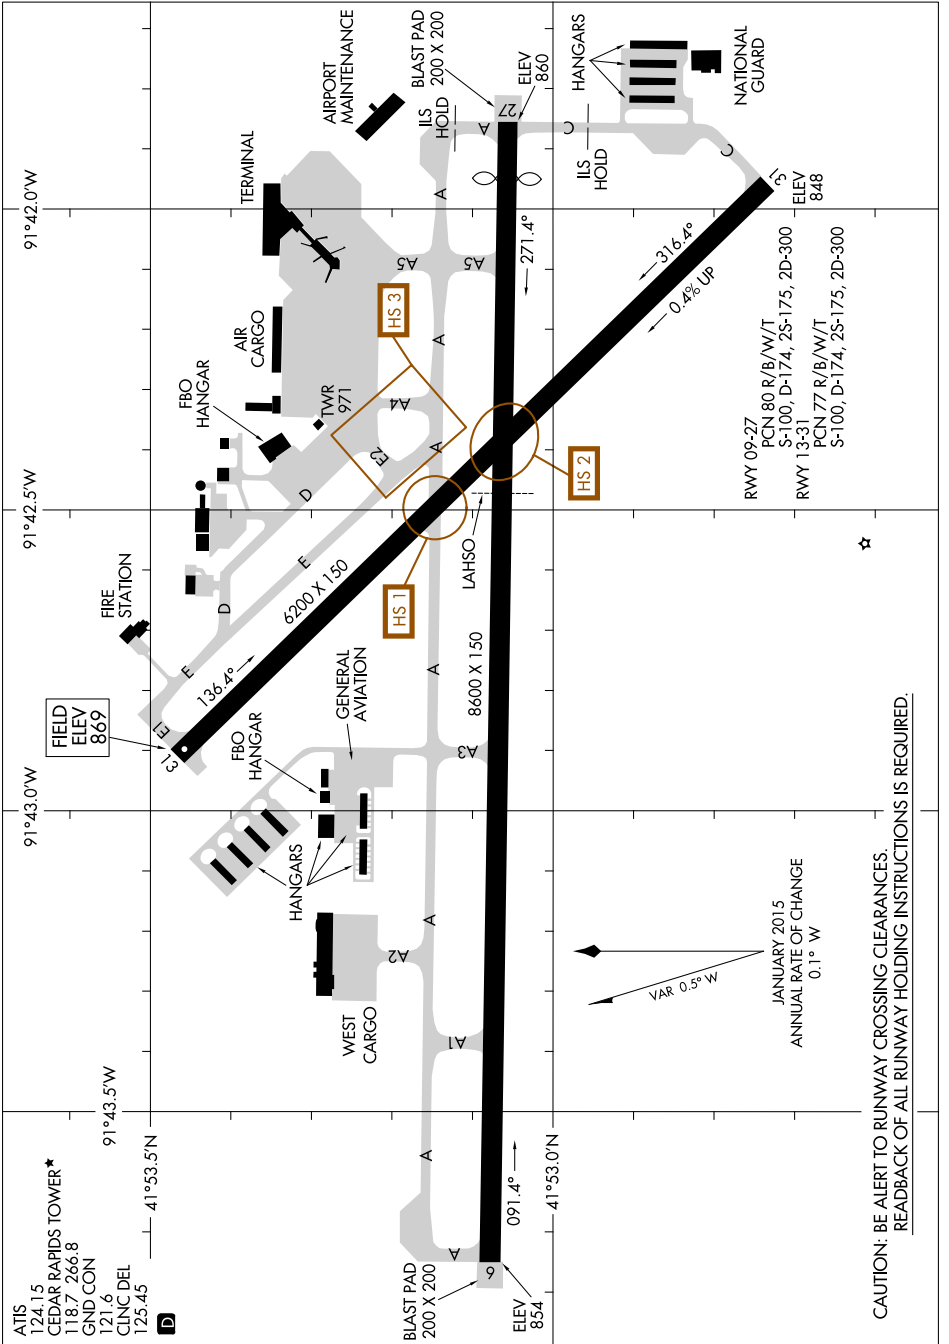 ATIS
124.15
CEDAR RAPIDS TOWER★
118.7 266.8
GND CON
121.6
CLNC DEL
125.45
D
91°43.5'W
91°43.0'W
91°42.5'W
91°42.0'W
41°53.5'N
41°53.0'N
FIELD
ELEV
869
FIRE
STATION
FBO
HANGAR
AIR
CARGO
TERMINAL
AIRPORT
MAINTENANCE
TWR
971
HS 3
HS 1
HS 2
13
E1
E
E
D
D
E2
A4
136.4°
6200 X 150
FBO
HANGAR
GENERAL
AVIATION
HANGARS
WEST
CARGO
A2
A
A
A
A
A
A
A
A
A1
A3
A5
A5
ILS
HOLD
BLAST PAD
200 X 200
27
ELEV
860
271.4°
LAHSO
8600 X 150
BLAST PAD
200 X 200
9
ELEV
854
091.4°
C
C
ILS
HOLD
HANGARS
NATIONAL
GUARD
31
ELEV
848
316.4°
0.4% UP
RWY 09-27
PCN 80 R/B/W/T
S-100, D-174, 2S-175, 2D-300
RWY 13-31
PCN 77 R/B/W/T
S-100, D-174, 2S-175, 2D-300
VAR 0.5° W
JANUARY 2015
ANNUAL RATE OF CHANGE
0.1° W
CAUTION: BE ALERT TO RUNWAY CROSSING CLEARANCES.
READBACK OF ALL RUNWAY HOLDING INSTRUCTIONS IS REQUIRED.